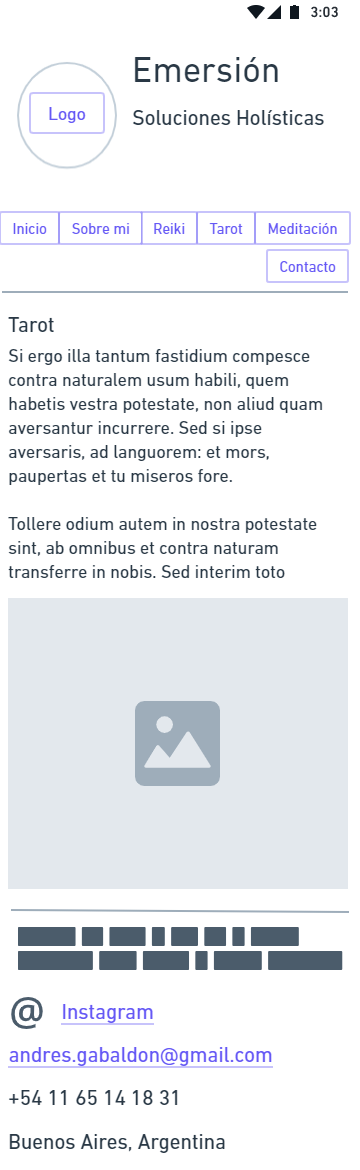 3:03
Emersión
Logo
Soluciones Holísticas
Inicio Sobre mi Reiki Tarot Meditación
Contacto
Tarot
Si ergo illa tantum fastidium compesce
contra naturalem usum habili, quem
habetis vestra potestate, non aliud quam
aversantur incurrere. Sed si ipse
aversaris, ad languorem: et mors,
paupertas et tu miseros fore.
Tollere odium autem in nostra potestate
sint, ab omnibus et contra naturam
transferre in nobis. Sed interim toto
@ Instagram
andres.gabaldon@gmail.com
+54 11 65 14 18 31
Buenos Aires, Argentina